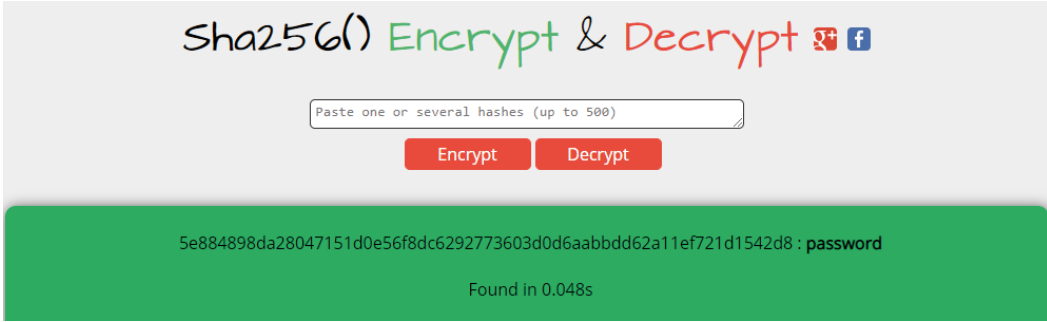 Sha256() Encrypt & Decrypt g+ f
Paste one or several hashes (up to 500)
Encrypt Decrypt
5e884898da28047151d0e56f8dc6292773603d0d6aabbdd62a11ef721d1542d8 : password
Found in 0.048s